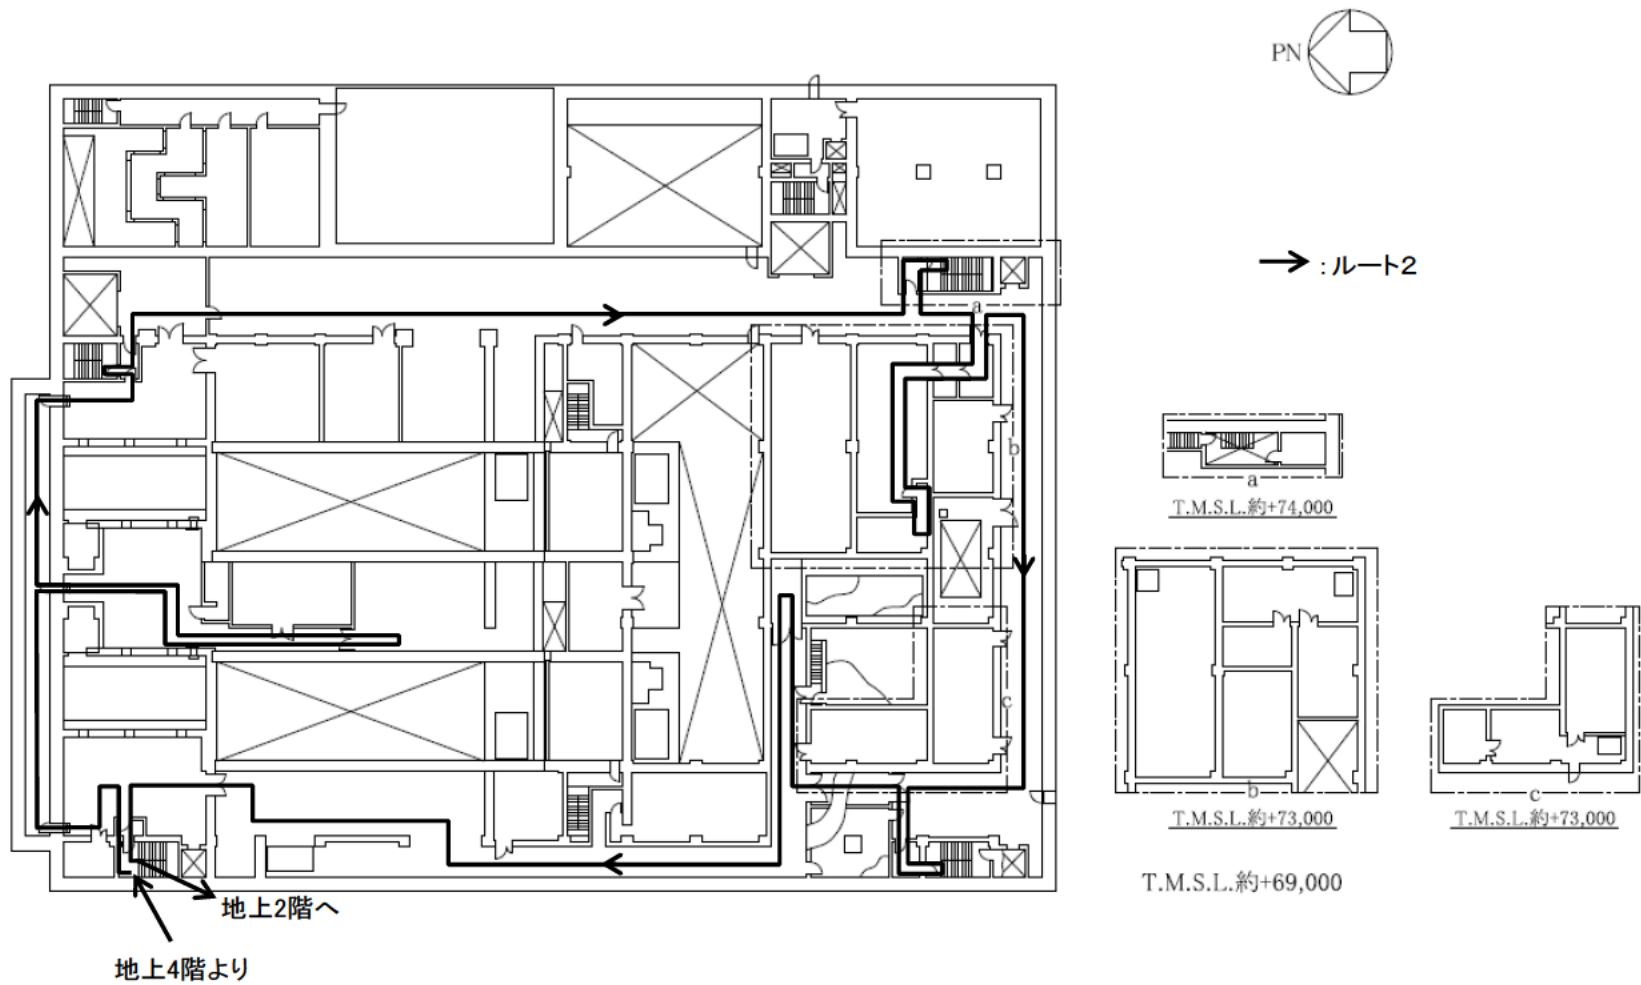 PN
→ : ルート2
a
b
c
a
T.M.S.L.約+74,000
b
T.M.S.L.約+73,000
c
T.M.S.L.約+73,000
T.M.S.L.約+69,000
地上2階へ
地上4階より